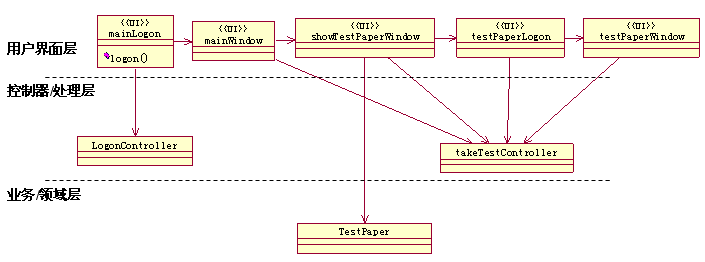 用户界面层
<<UI>>
mainLogon
logon()
<<UI>>
mainWindow
<<UI>>
showTestPaperWindow
<<UI>>
testPaperLogon
<<UI>>
testPaperWindow
控制器/处理层
LogonController
takeTestController
业务/领域层
TestPaper